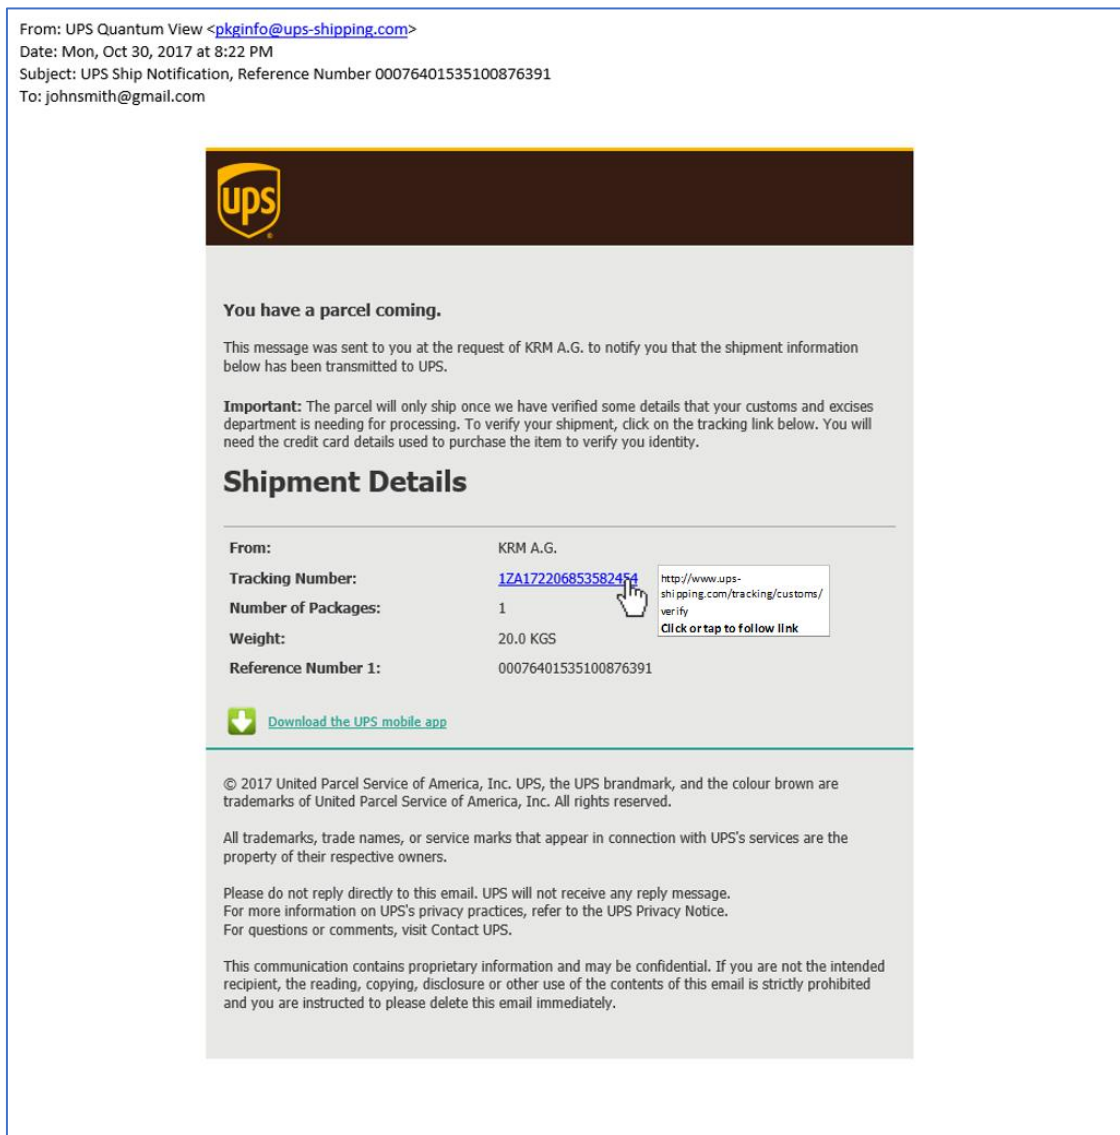 From: UPS Quantum View <pkginfo@ups-shipping.com>
Date: Mon, Oct 30, 2017 at 8:22 PM
Subject: UPS Ship Notification, Reference Number 00076401535100876391
To: johnsmith@gmail.com
ups
You have a parcel coming.
This message was sent to you at the request of KRM A.G. to notify you that the shipment information
below has been transmitted to UPS.
Important: The parcel will only ship once we have verified some details that your customs and excises
department is needing for processing. To verify your shipment, click on the tracking link below. You will
need the credit card details used to purchase the item to verify you identity.
Shipment Details
From: KRM A.G.
Tracking Number: 1ZA172206853582454
http://www.ups-
shipping.com/tracking/customs/
verify
Click or tap to follow link
Number of Packages: 1
Weight: 20.0 KGS
Reference Number 1: 00076401535100876391
Download the UPS mobile app
© 2017 United Parcel Service of America, Inc. UPS, the UPS brandmark, and the colour brown are
trademarks of United Parcel Service of America, Inc. All rights reserved.
All trademarks, trade names, or service marks that appear in connection with UPS's services are the
property of their respective owners.
Please do not reply directly to this email. UPS will not receive any reply message.
For more information on UPS's privacy practices, refer to the UPS Privacy Notice.
For questions or comments, visit Contact UPS.
This communication contains proprietary information and may be confidential. If you are not the intended
recipient, the reading, copying, disclosure or other use of the contents of this email is strictly prohibited
and you are instructed to please delete this email immediately.